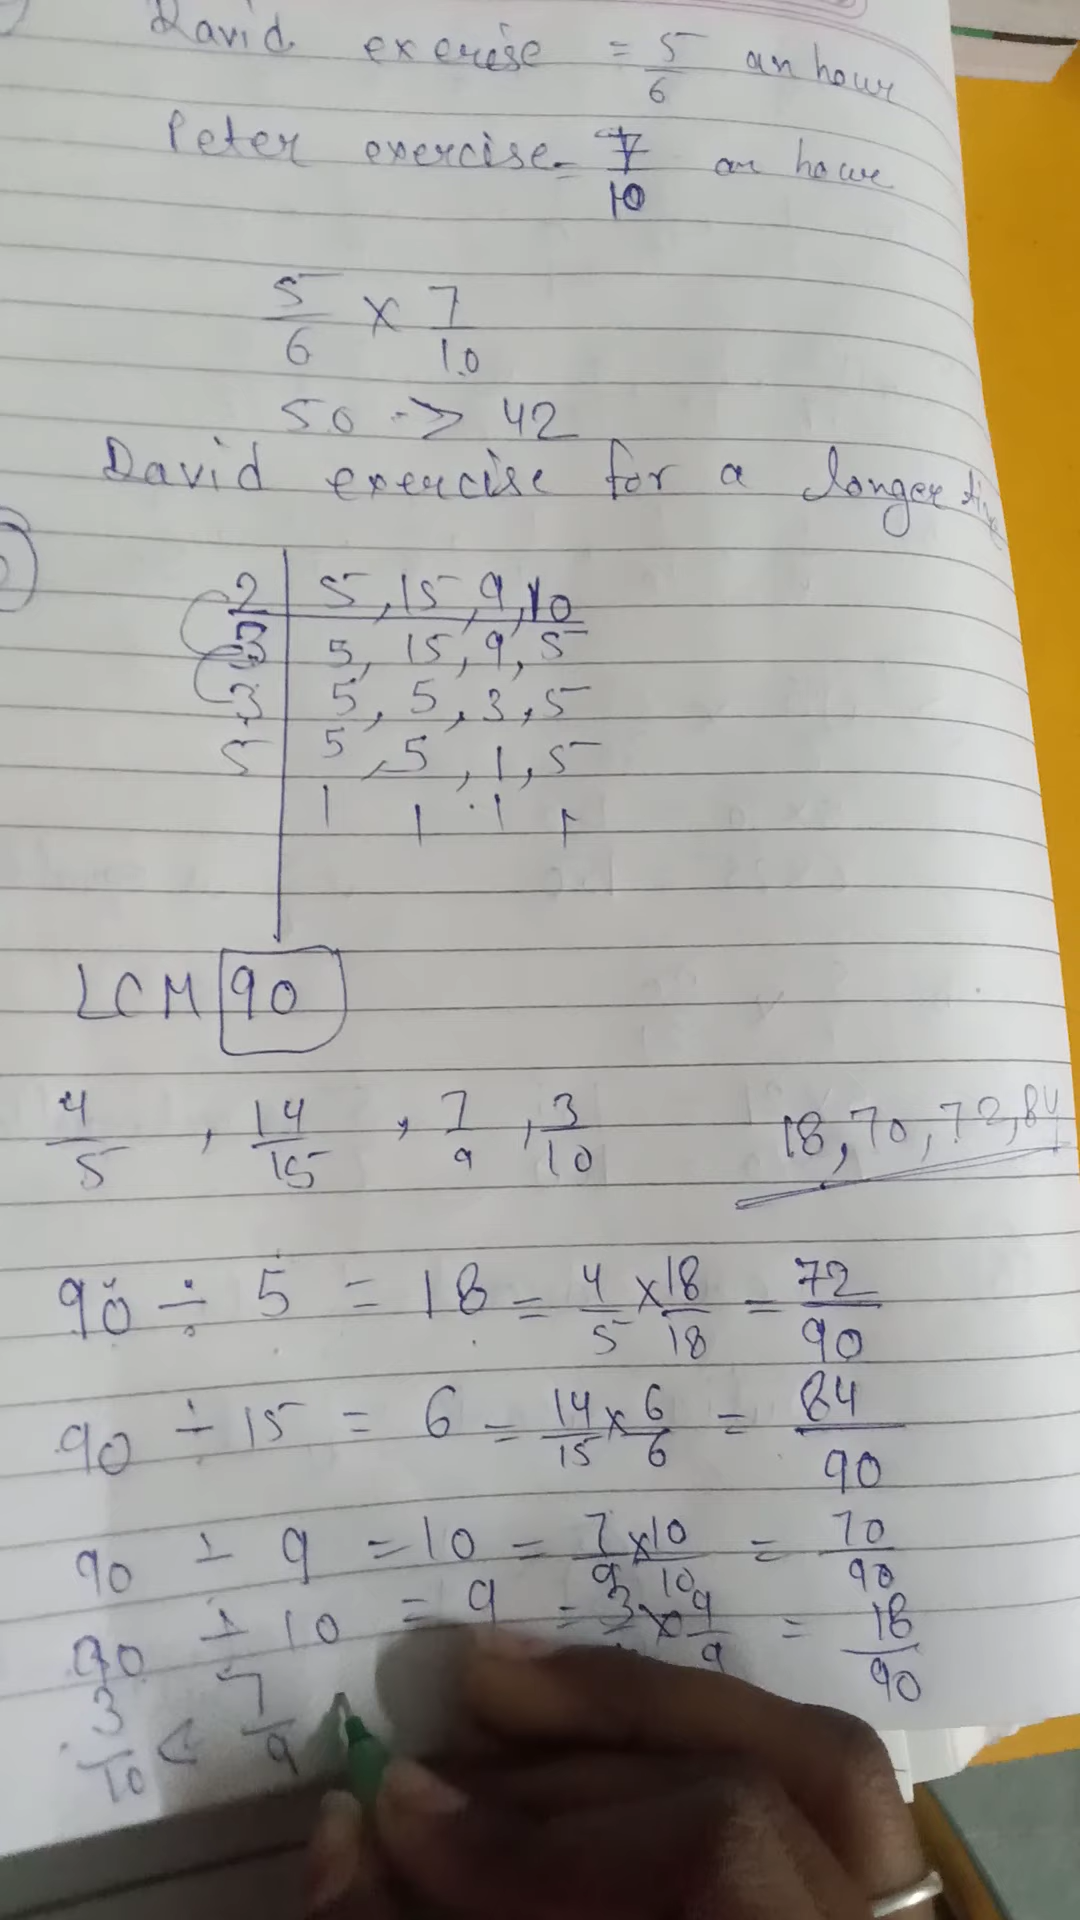 David exercise = 5/6 an hour
Peter exercise = 7/10 an hour
5/6 × 7/10
50 -> 42
David exercise for a longer time
2 | 5, 15, 9, 10
3 | 5, 15, 9, 5
3 | 5, 5, 3, 5
5 | 5, 5, 1, 5
1 1 1 1
LCM 90
4/5, 14/15, 7/9, 3/10
18, 70, 72, 84
90 ÷ 5 = 18 = 4/5 × 18/18 = 72/90
90 ÷ 15 = 6 = 14/15 × 6/6 = 84/90
90 ÷ 9 = 10 = 7/9 × 10/10 = 70/90
90 ÷ 10 = 9 = 3 × 9/9 = 18/90
3/10 < 7/9